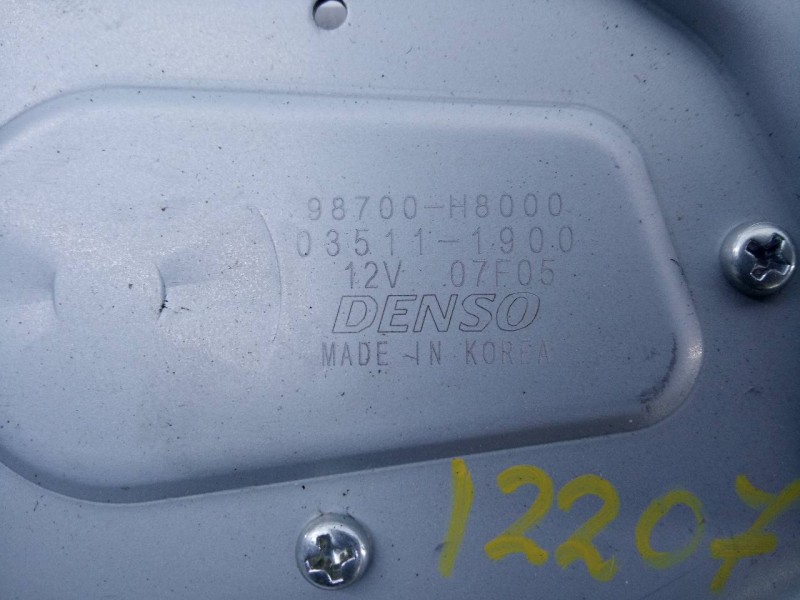 98700-H8000
03511-1900
12V 07F05
DENSO
MADE IN KOREA
12207